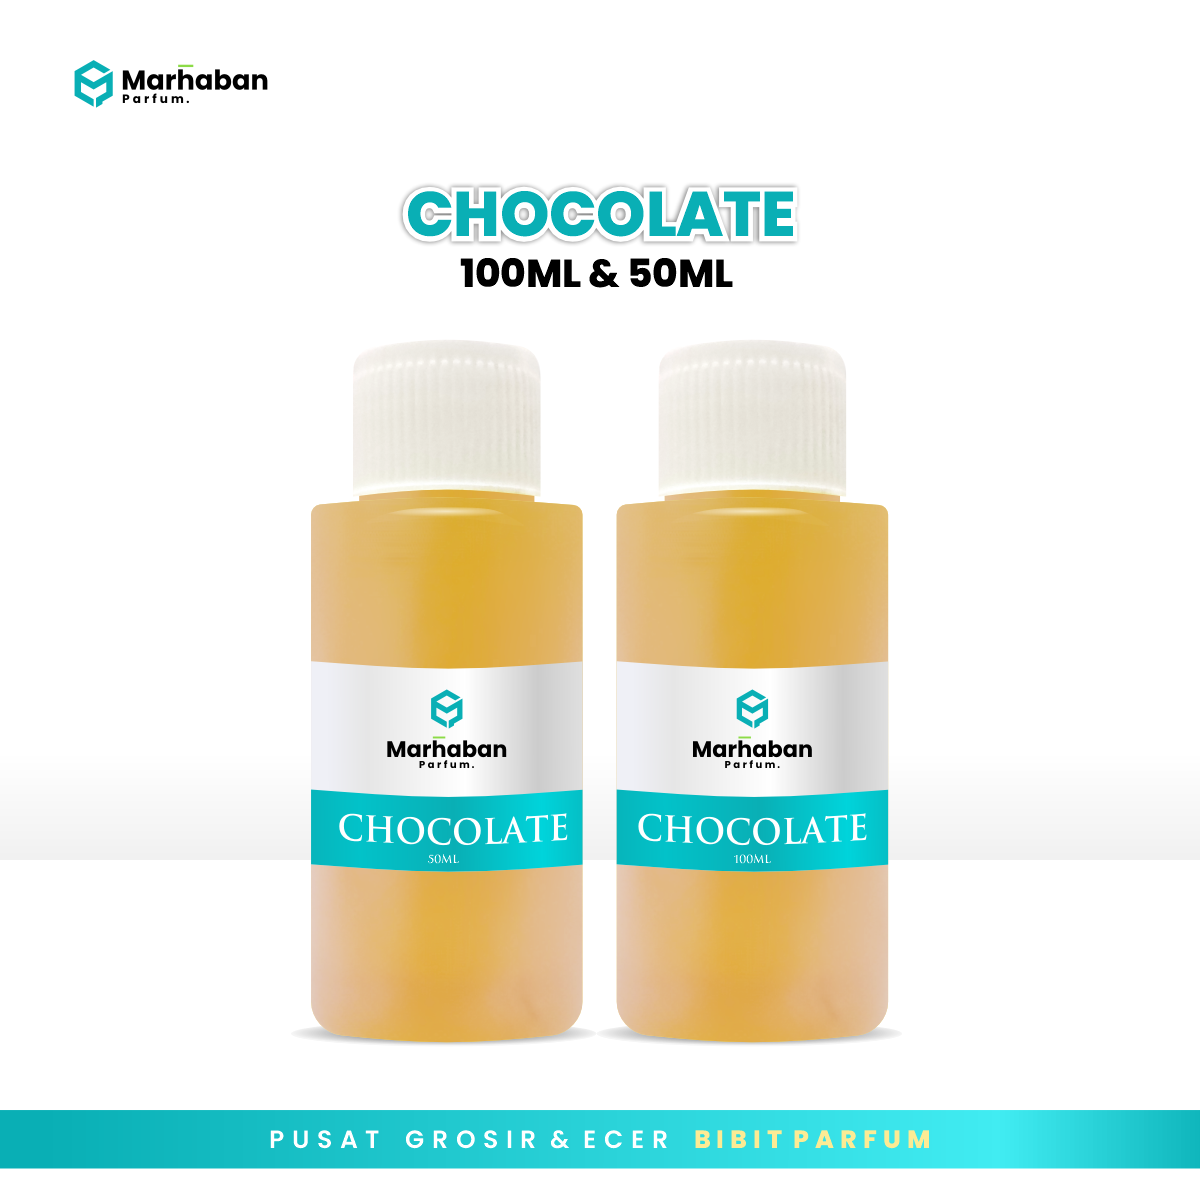 Marhaban
Parfum.
CHOCOLATE
100ML & 50ML
Marhaban
Parfum.
CHOCOLATE
50ML
Marhaban
Parfum.
CHOCOLATE
100ML
PUSAT GROSIR & ECER BIBIT PARFUM